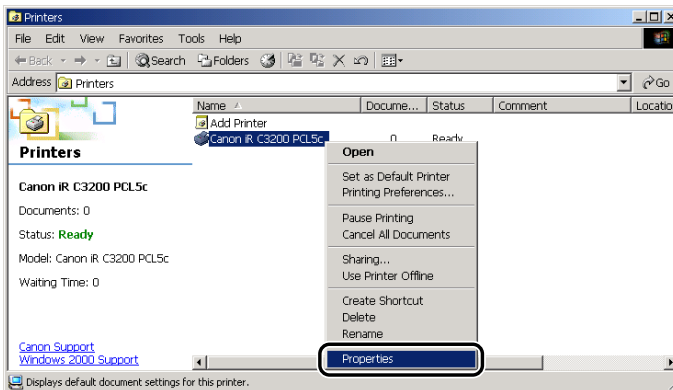 Printers
File Edit View Favorites Tools Help
Back Search Folders
Address Printers Go
Name Docume... Status Comment Locatio
Add Printer
Canon iR C3200 PCL5c 0 Ready
Printers
Canon iR C3200 PCL5c
Documents: 0
Status: Ready
Model: Canon iR C3200 PCL5c
Waiting Time: 0
Canon Support
Windows 2000 Support
Open
Set as Default Printer
Printing Preferences...
Pause Printing
Cancel All Documents
Sharing...
Use Printer Offline
Create Shortcut
Delete
Rename
Properties
Displays default document settings for this printer.